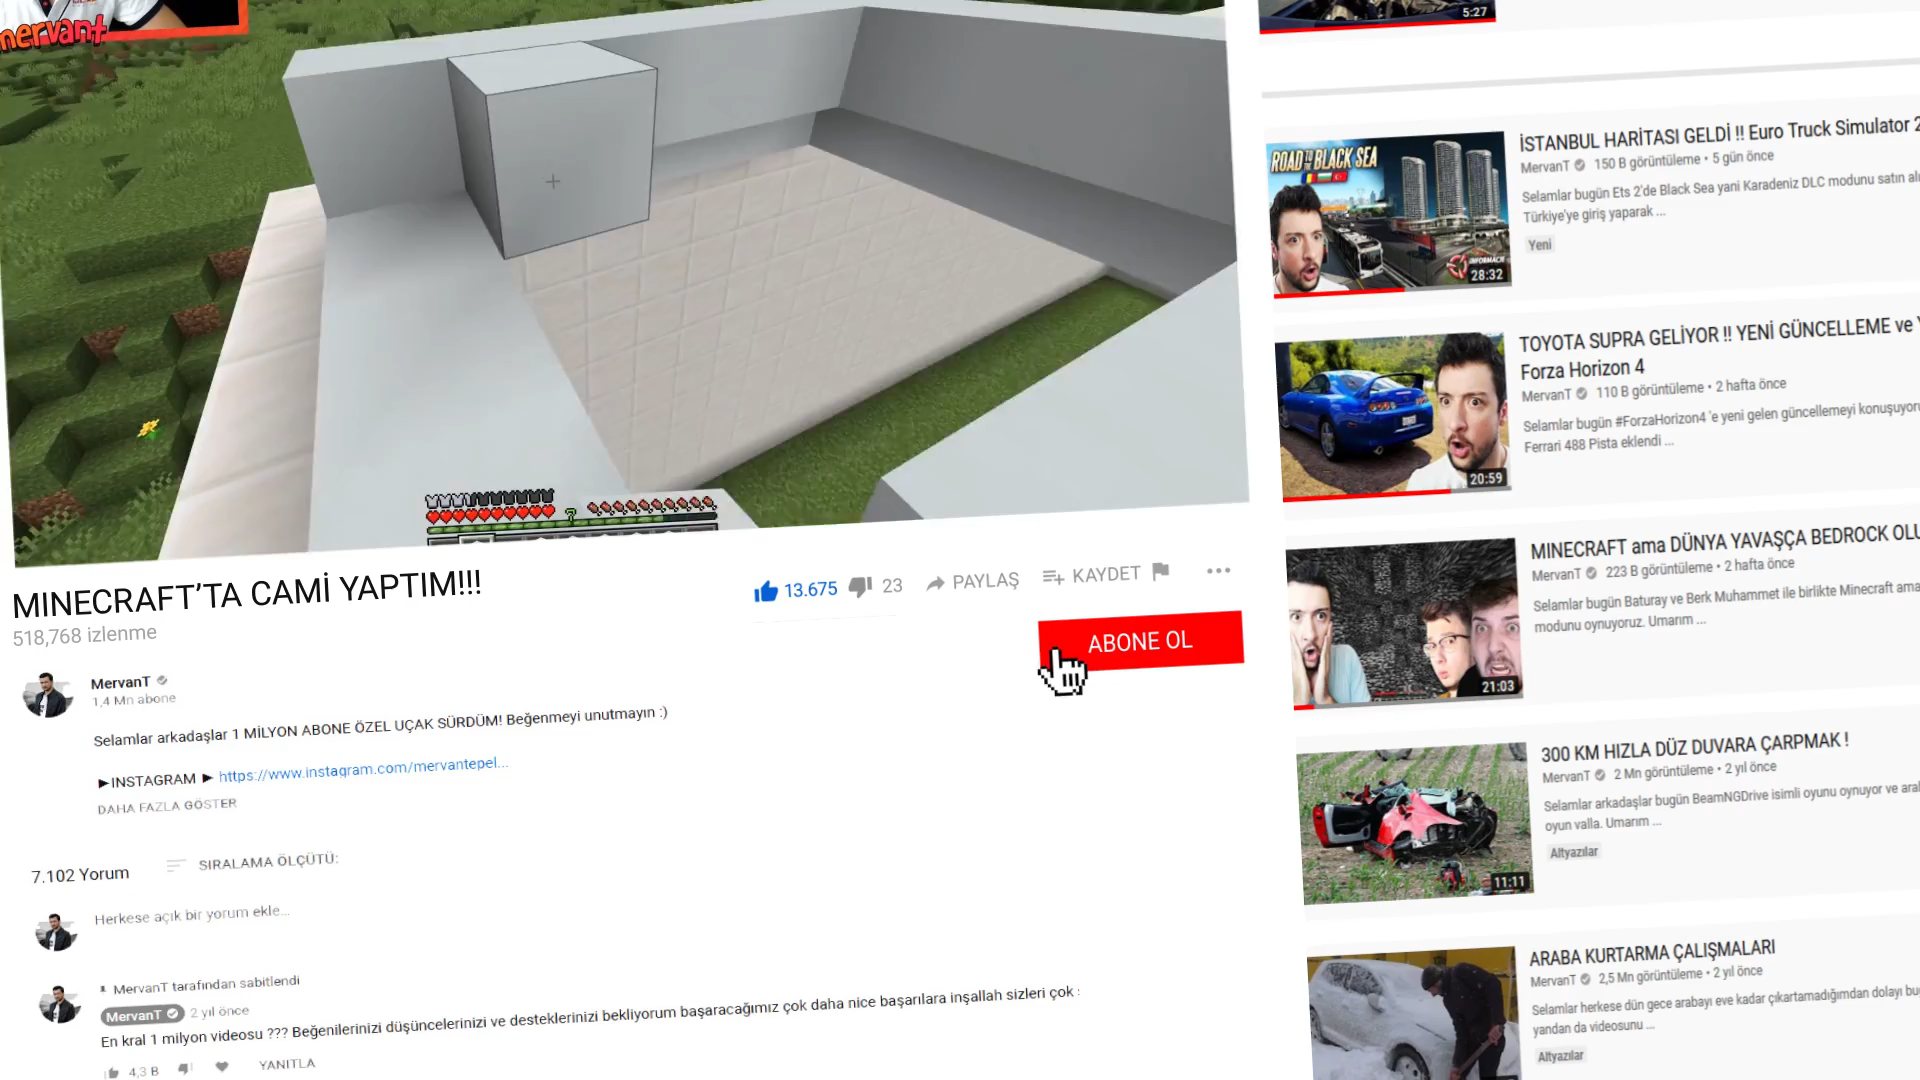 mervant
5:27
MINECRAFT’TA CAMİ YAPTIM!!!
518,768 izlenme
13.675
23
PAYLAŞ
KAYDET
ABONE OL
MervanT
1,4 Mn abone
Selamlar arkadaşlar 1 MİLYON ABONE ÖZEL UÇAK SÜRDÜM! Beğenmeyi unutmayın :)
►INSTAGRAM ► https://www.instagram.com/mervantepel...
DAHA FAZLA GÖSTER
7.102 Yorum
SIRALAMA ÖLÇÜTÜ:
Herkese açık bir yorum ekle...
MervanT tarafından sabitlendi
MervanT 2 yıl önce
En kral 1 milyon videosu ??? Beğenilerinizi düşüncelerinizi ve desteklerinizi bekliyorum başaracağımız çok daha nice başarılara inşallah sizleri çok :
4,3 B
YANITLA
ROAD TO THE BLACK SEA
28:32
İSTANBUL HARİTASI GELDİ !! Euro Truck Simulator 2
MervanT 150 B görüntüleme • 5 gün önce
Selamlar bugün Ets 2'de Black Sea yani Karadeniz DLC modunu satın
Türkiye'ye giriş yaparak ...
Yeni
20:59
TOYOTA SUPRA GELİYOR !! YENİ GÜNCELLEME ve
Forza Horizon 4
MervanT 110 B görüntüleme • 2 hafta önce
Selamlar bugün #ForzaHorizon4 'e yeni gelen güncellemeyi
Ferrari 488 Pista eklendi ...
21:03
MINECRAFT ama DÜNYA YAVAŞÇA BEDROCK
MervanT 223 B görüntüleme • 2 hafta önce
Selamlar bugün Baturay ve Berk Muhammet ile birlikte Minecraft ama
modunu oynuyoruz. Umarım ...
11:11
300 KM HIZLA DÜZ DUVARA ÇARPMAK !
MervanT 2 Mn görüntüleme • 2 yıl önce
Selamlar arkadaşlar bugün BeamNGDrive isimli oyunu oynuyor ve
oyun valla. Umarım ...
Altyazılar
ARABA KURTARMA ÇALIŞMALARI
MervanT 2,5 Mn görüntüleme • 2 yıl önce
Selamlar herkese dün gece arabayı eve kadar çıkartamadığımdan dolayı
yandan da videosunu ...
Altyazılar